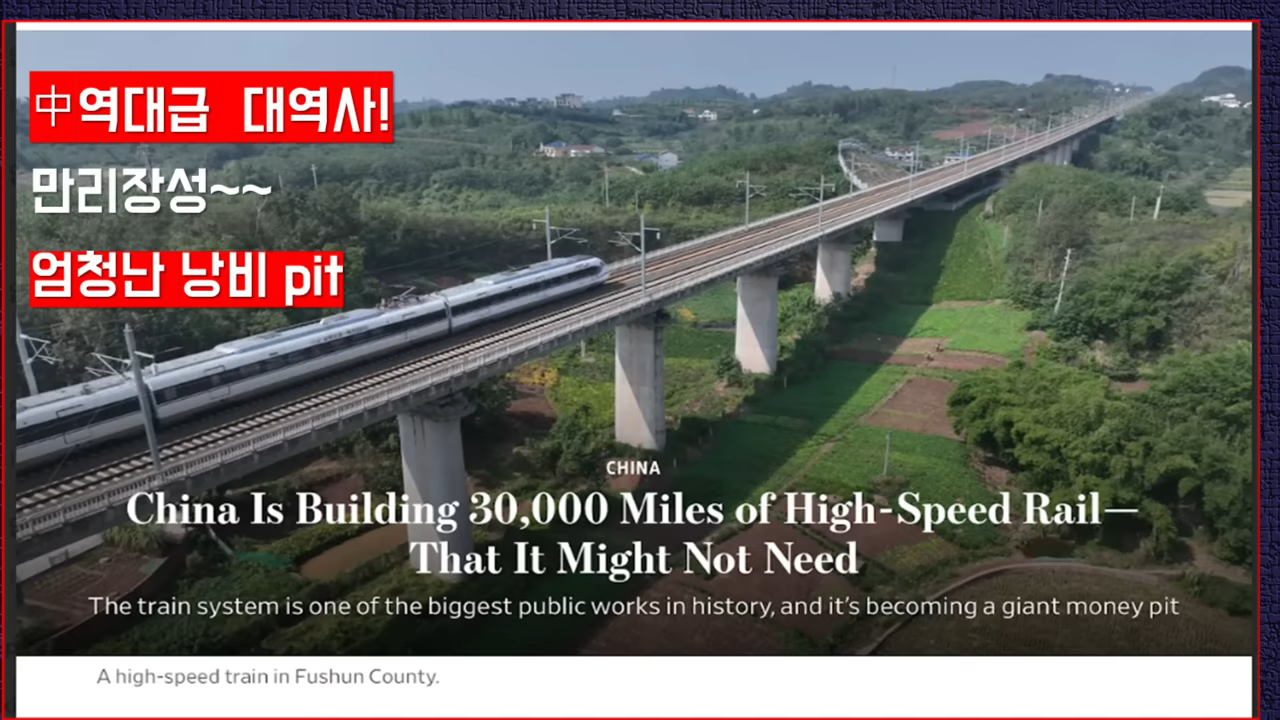 中역대급 대역사!
만리장성~~
엄청난 낭비 pit
CHINA
China Is Building 30,000 Miles of High-Speed Rail—
That It Might Not Need
The train system is one of the biggest public works in history, and it's becoming a giant money pit
A high-speed train in Fushun County.